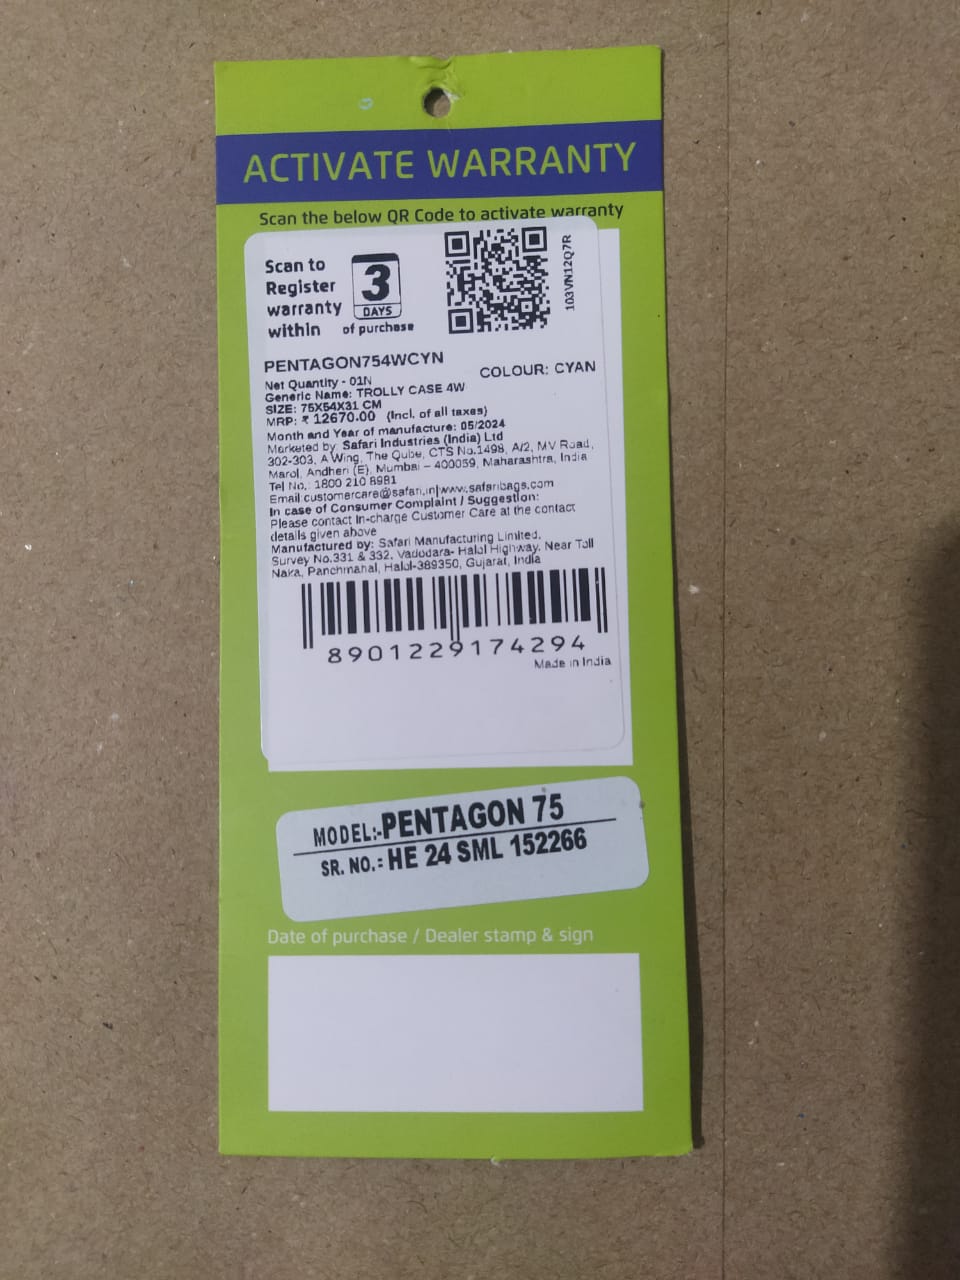 ACTIVATE WARRANTY
Scan the below QR Code to activate warranty
Scan to
Register
warranty
within
3
DAYS
of purchase
103VN12Q7R
PENTAGON754WCYN
COLOUR: CYAN
Net Quantity - 01N
Generic Name: TROLLY CASE 4W
SIZE: 75X54X31 CM
MRP: ₹ 12670.00 (Incl. of all taxes)
Month and Year of manufacture: 05/2024
Marketed by Safari Industries (India) Ltd
302-303, A Wing, The Qube, CTS No.1498, A/2, MV Road,
Marol, Andheri (E), Mumbai – 400059, Maharashtra, India
Tel No.: 1800 210 8981
Email:customercare@safari.in|www.safaribags.com
In case of Consumer Complaint / Suggestion:
Please contact In-charge Customer Care at the contact
details given above
Manufactured by: Safari Manufacturing Limited.
Survey No.331 & 332, Vadodara- Halol Highway. Near Toll
Naka, Panchmahal, Halol-389350, Gujarat, India
8901229174294
Made in India
MODEL:-PENTAGON 75
SR. NO.: HE 24 SML 152266
Date of purchase / Dealer stamp & sign